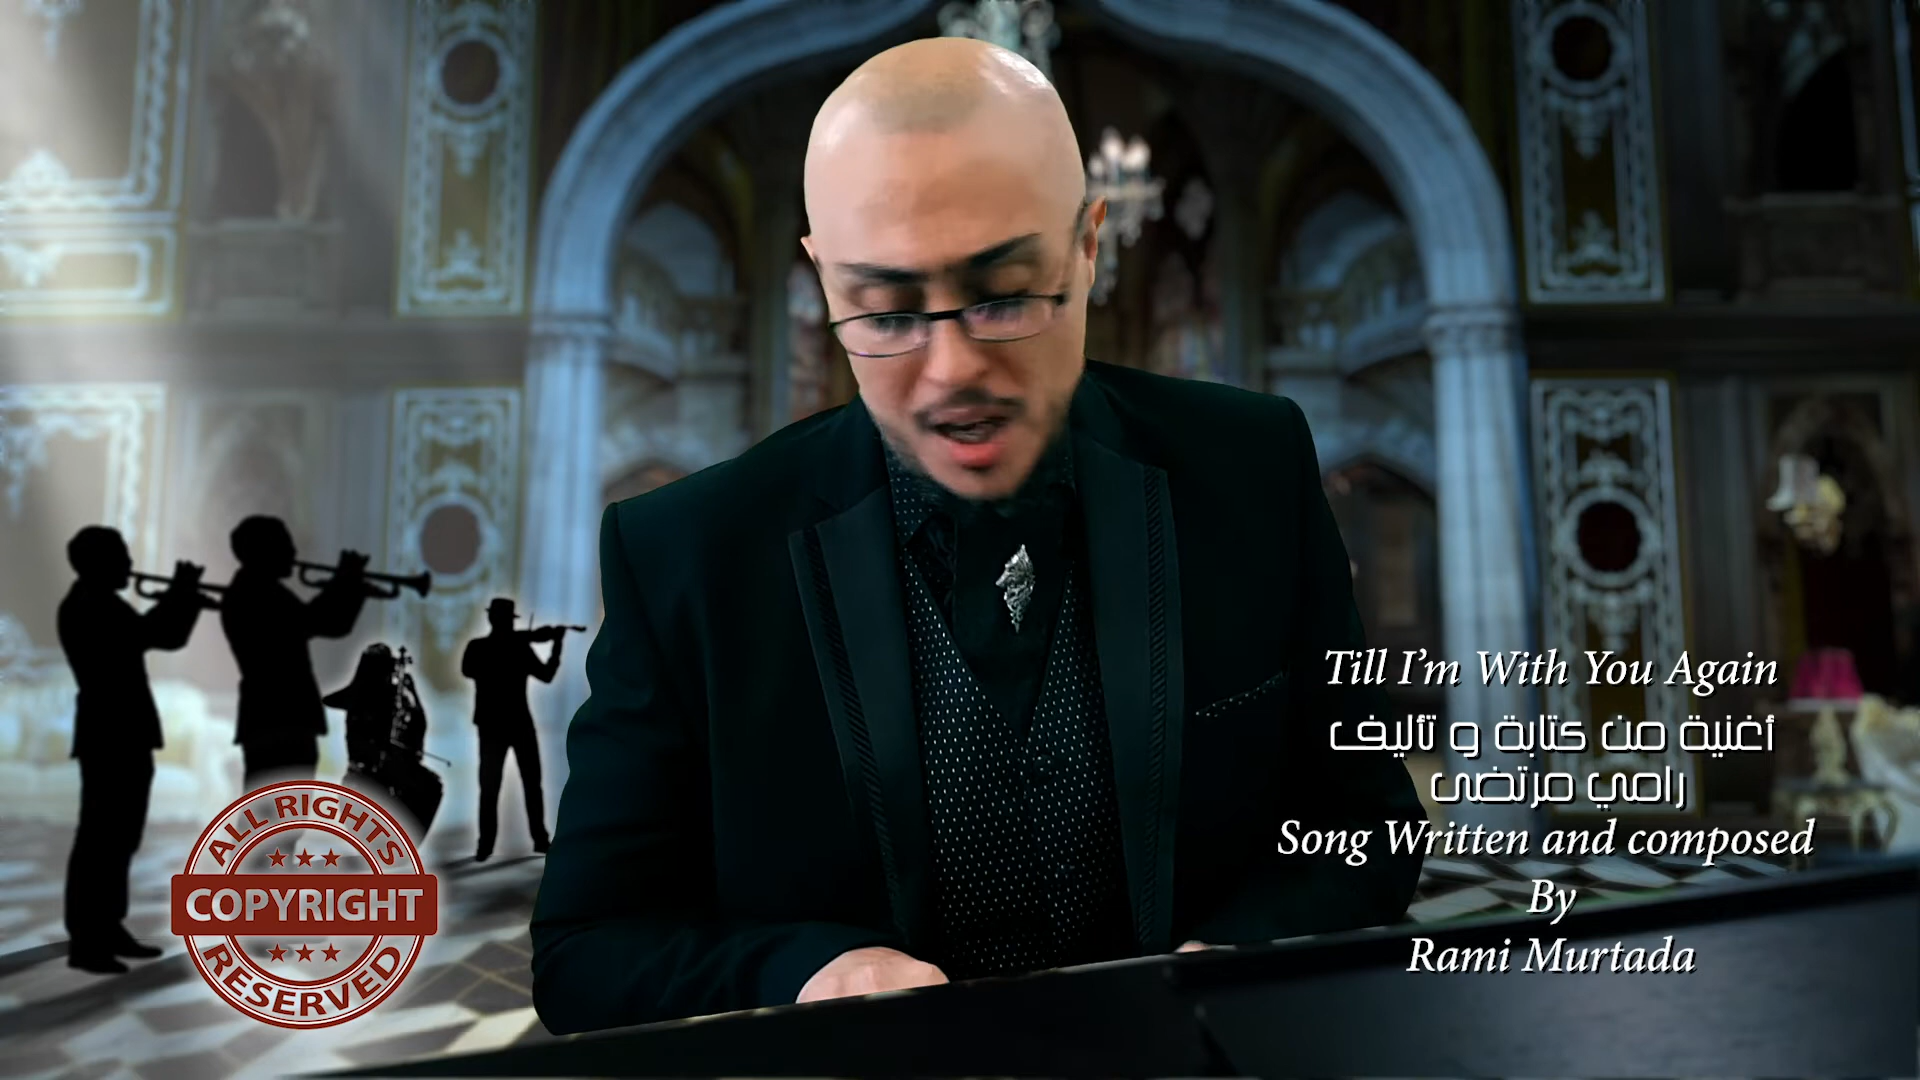 Till I’m With You Again
أغنية من كتابة و تأليف
رامي مرتضى
Song Written and composed
By
Rami Murtada
ALL RIGHTS
COPYRIGHT
RESERVED